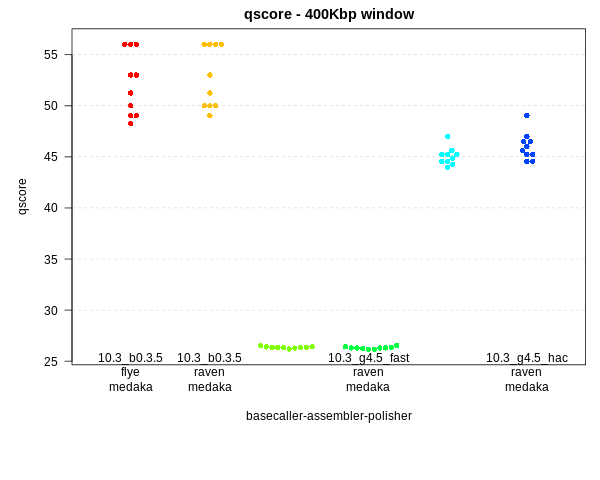 qscore - 400Kbp window
55
50
45
40
35
30
25
qscore
10.3_b0.3.5 10.3_b0.3.5 10.3_g4.5_fast 10.3_g4.5_hac
flye raven raven raven
medaka medaka medaka medaka
basecaller-assembler-polisher